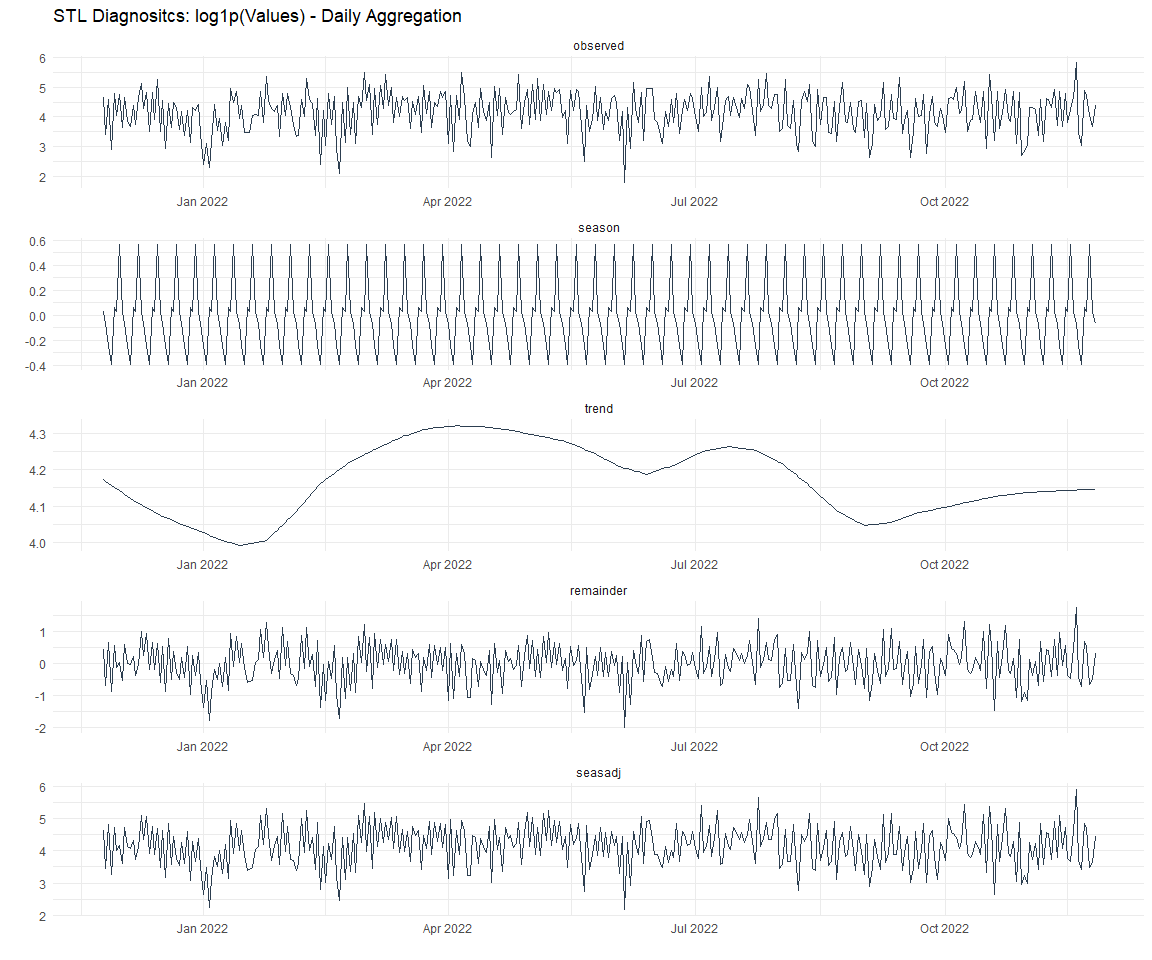 STL Diagnositcs: log1p(Values) - Daily Aggregation
observed
6
5
4
3
2
Jan 2022 Apr 2022 Jul 2022 Oct 2022
season
0.6
0.4
0.2
0.0
-0.2
-0.4
Jan 2022 Apr 2022 Jul 2022 Oct 2022
trend
4.3
4.2
4.1
4.0
Jan 2022 Apr 2022 Jul 2022 Oct 2022
remainder
1
0
-1
-2
Jan 2022 Apr 2022 Jul 2022 Oct 2022
seasadj
6
5
4
3
2
Jan 2022 Apr 2022 Jul 2022 Oct 2022